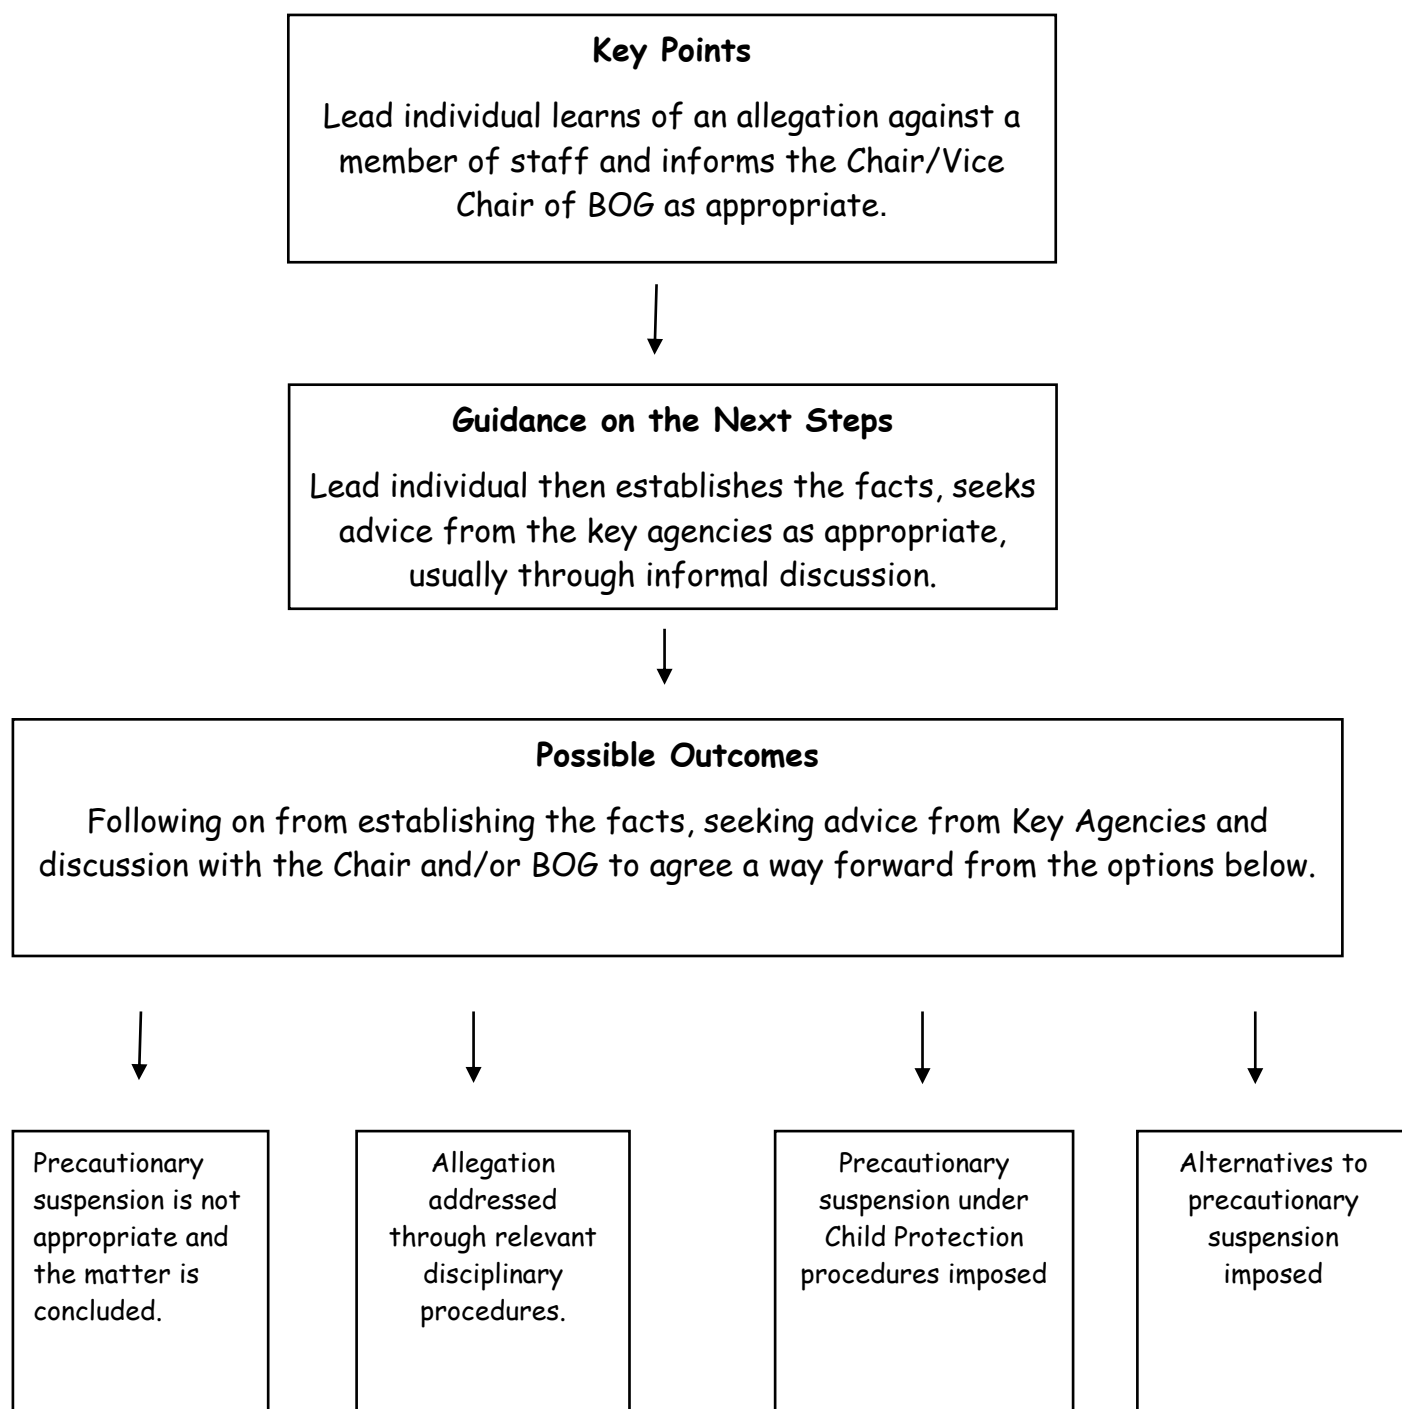 Key Points
Lead individual learns of an allegation against a
member of staff and informs the Chair/Vice
Chair of BOG as appropriate.
Guidance on the Next Steps
Lead individual then establishes the facts, seeks
advice from the key agencies as appropriate,
usually through informal discussion.
Possible Outcomes
Following on from establishing the facts, seeking advice from Key Agencies and
discussion with the Chair and/or BOG to agree a way forward from the options below.
Precautionary
suspension is not
appropriate and
the matter is
concluded.
Allegation
addressed
through relevant
disciplinary
procedures.
Precautionary
suspension under
Child Protection
procedures imposed
Alternatives to
precautionary
suspension
imposed